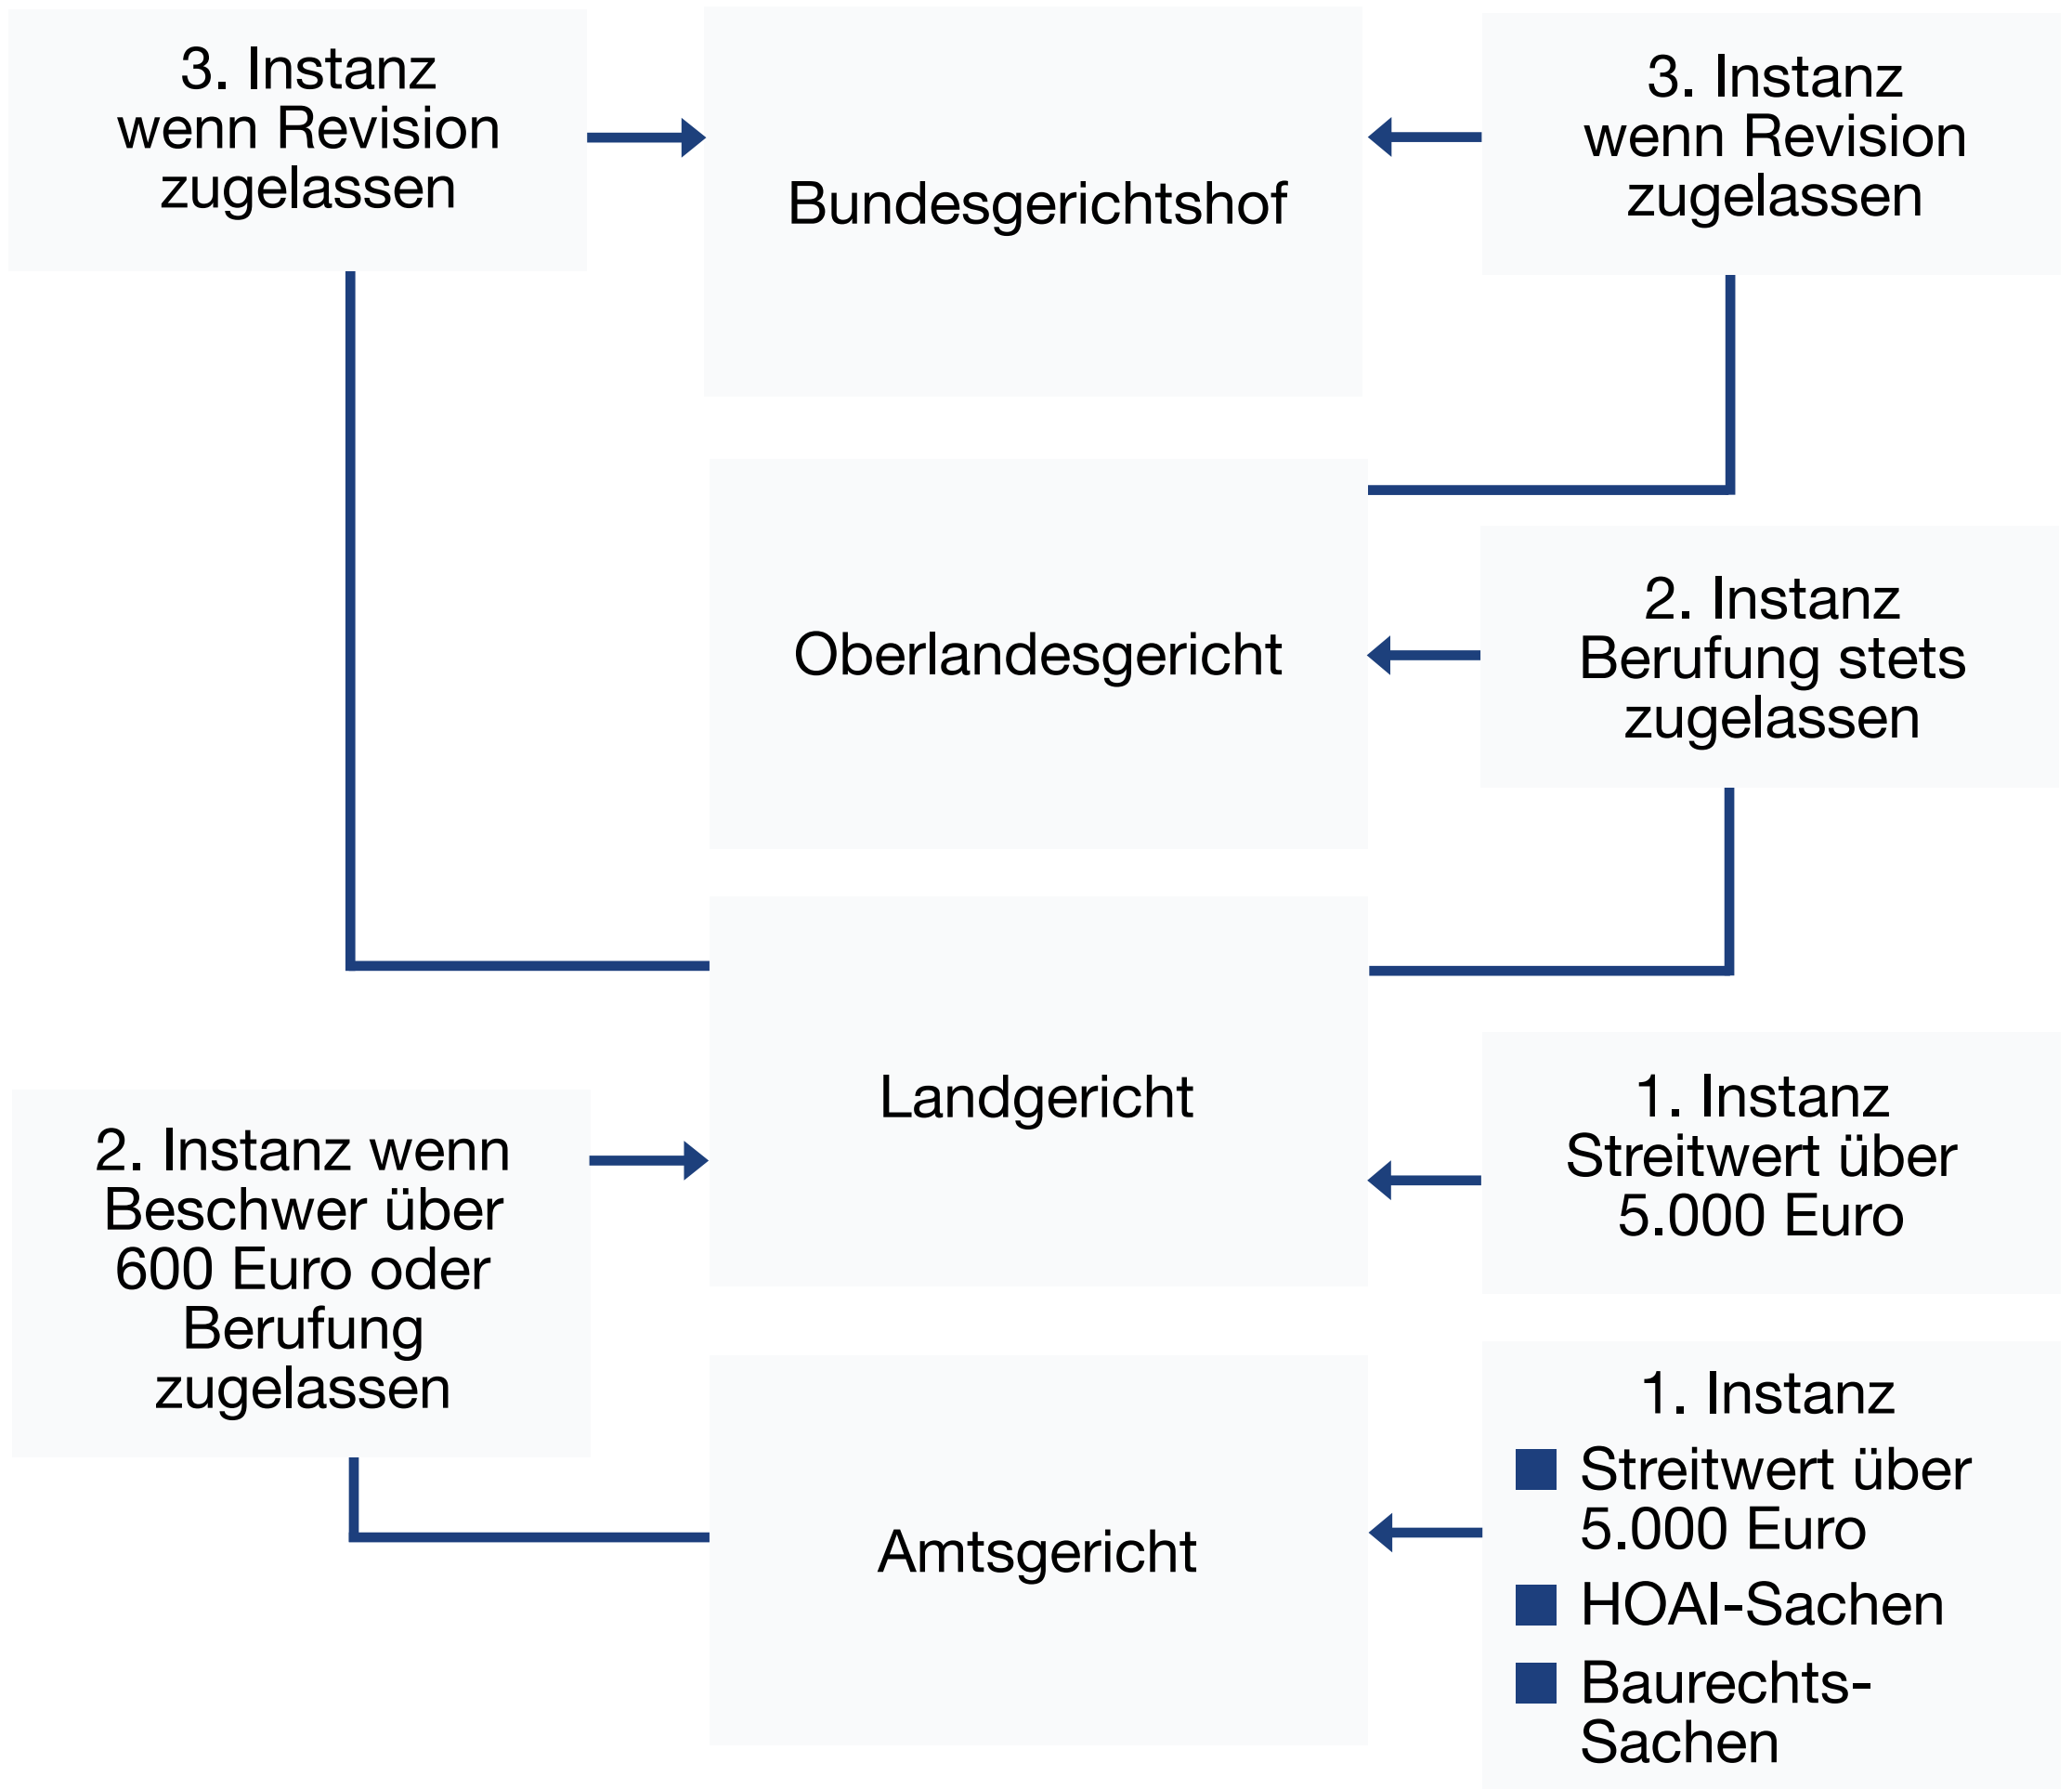 3. Instanz
wenn Revision
zugelassen
Bundesgerichtshof
3. Instanz
wenn Revision
zugelassen
Oberlandesgericht
2. Instanz
Berufung stets
zugelassen
Landgericht
1. Instanz
Streitwert über
5.000 Euro
2. Instanz wenn
Beschwer über
600 Euro oder
Berufung
zugelassen
Amtsgericht
1. Instanz
Streitwert über
5.000 Euro
HOAI-Sachen
Baurechts-
Sachen